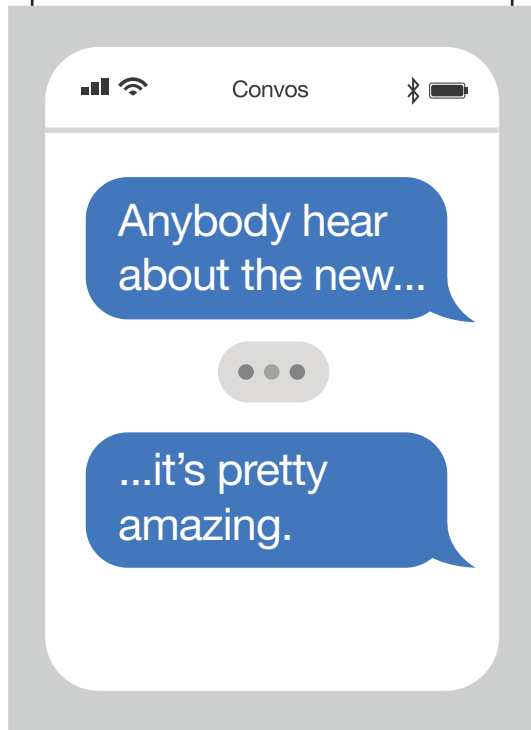 Convos
Anybody hear
about the new...
...it's pretty
amazing.